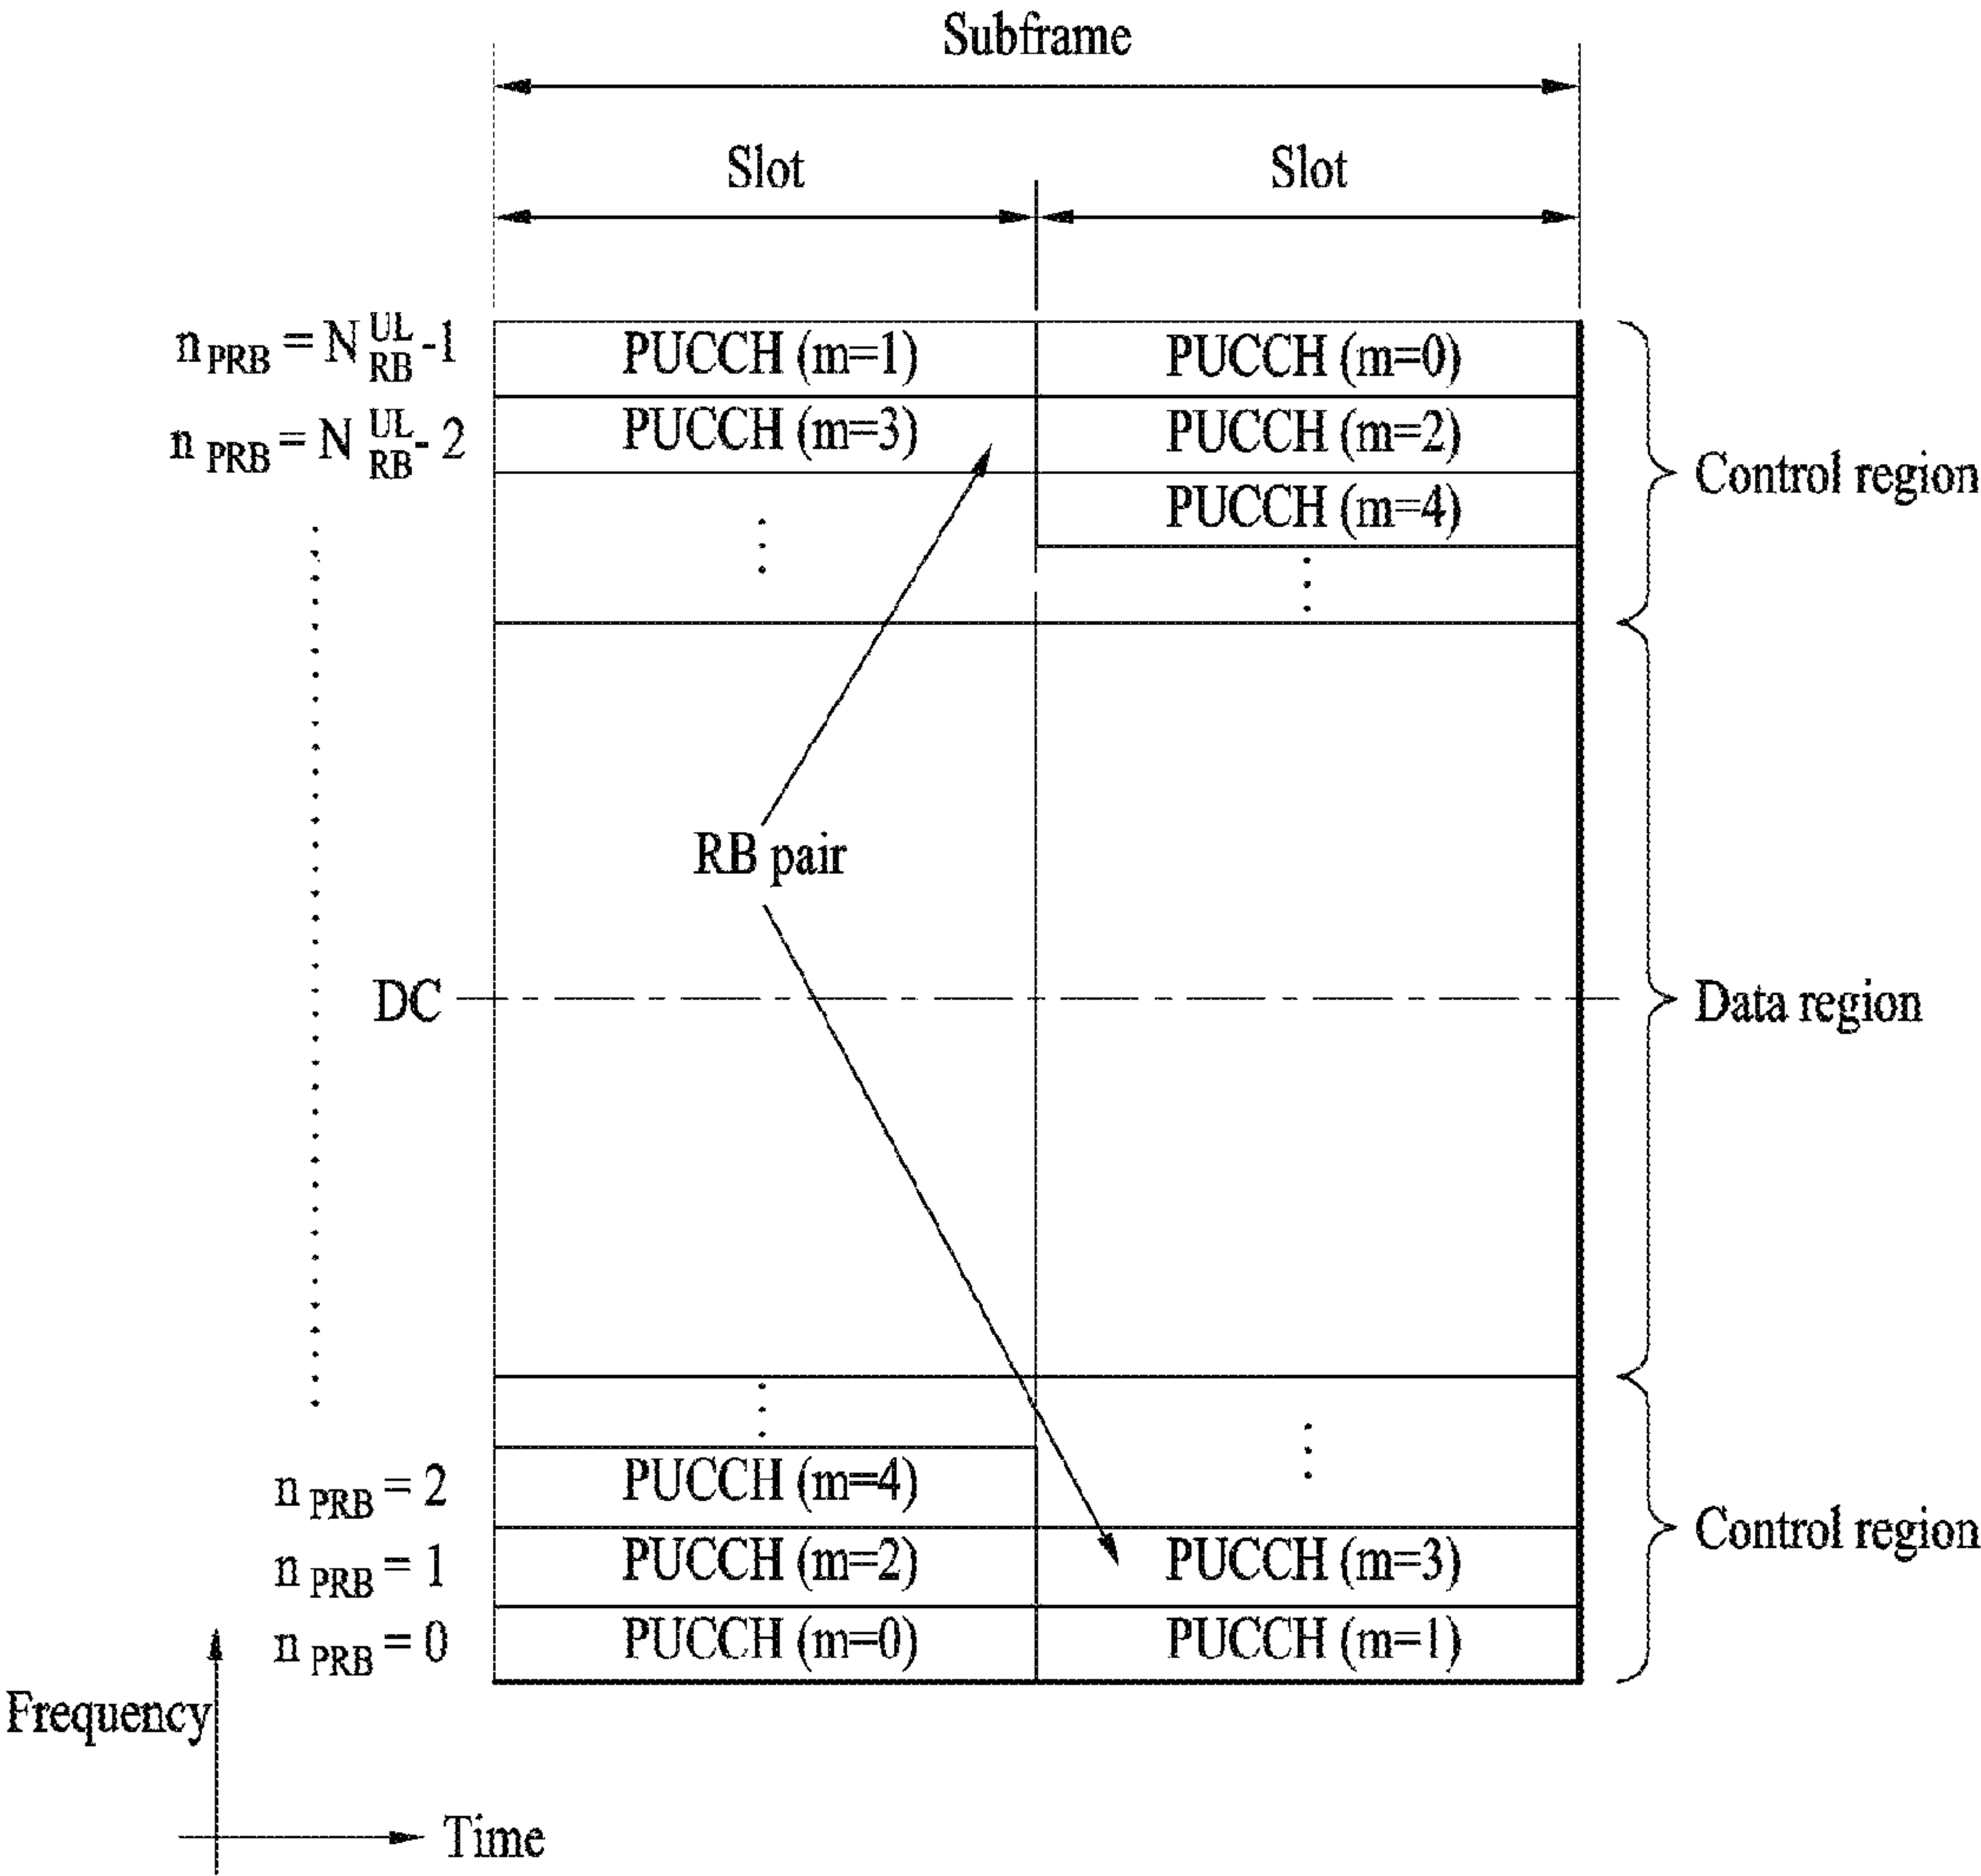 Subframe
Slot Slot
n PRB = N UL RB -1 PUCCH (m=1) PUCCH (m=0)
n PRB = N UL RB - 2 PUCCH (m=3) PUCCH (m=2)
Control region
PUCCH (m=4)
RB pair
DC
Data region
n PRB = 2 PUCCH (m=4)
Control region
n PRB = 1 PUCCH (m=2) PUCCH (m=3)
n PRB = 0 PUCCH (m=0) PUCCH (m=1)
Frequency
Time